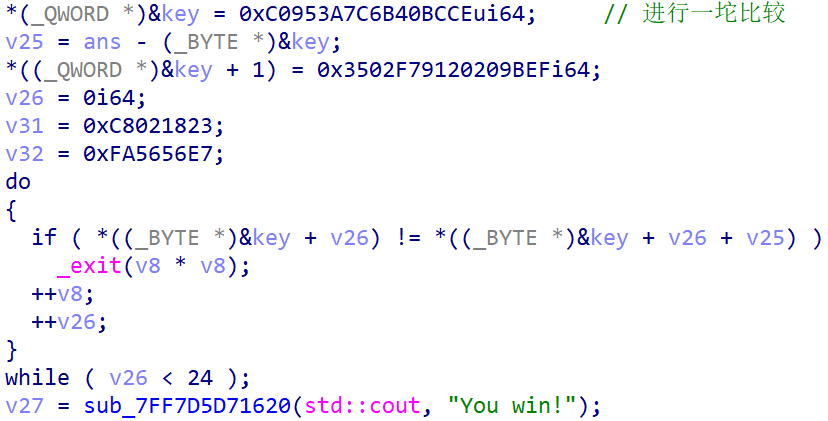 *(_QWORD *)&key = 0xC0953A7C6B40BCCEui64;      // 进行一坨比较
v25 = ans - (_BYTE *)&key;
*((_QWORD *)&key + 1) = 0x3502F79120209BEFi64;
v26 = 0i64;
v31 = 0xC8021823;
v32 = 0xFA5656E7;
do
{
  if ( *((_BYTE *)&key + v26) != *((_BYTE *)&key + v26 + v25) )
    _exit(v8 * v8);
  ++v8;
  ++v26;
}
while ( v26 < 24 );
v27 = sub_7FF7D5D71620(std::cout, "You win!");